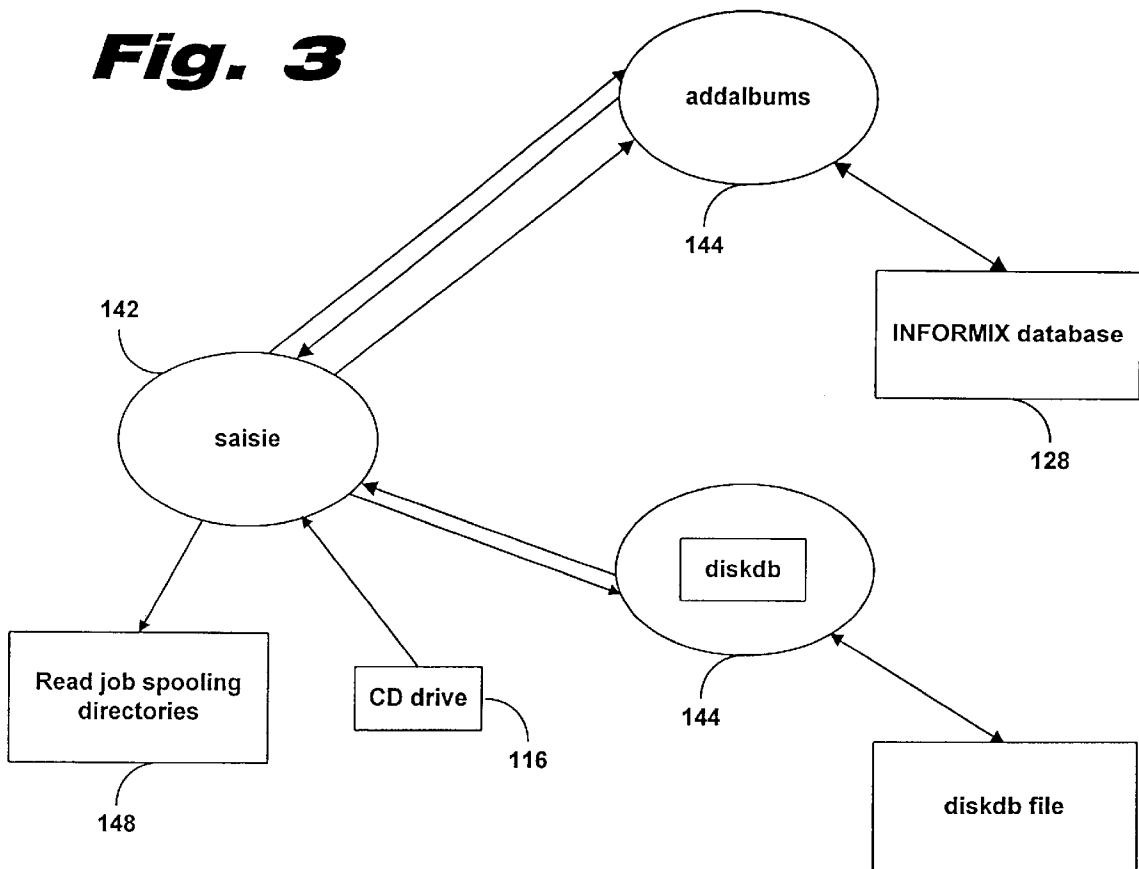 Fig. 3
addalbums
144
INFORMIX database
128
142
saisie
diskdb
144
Read job spooling
directories
148
CD drive
116
diskdb file